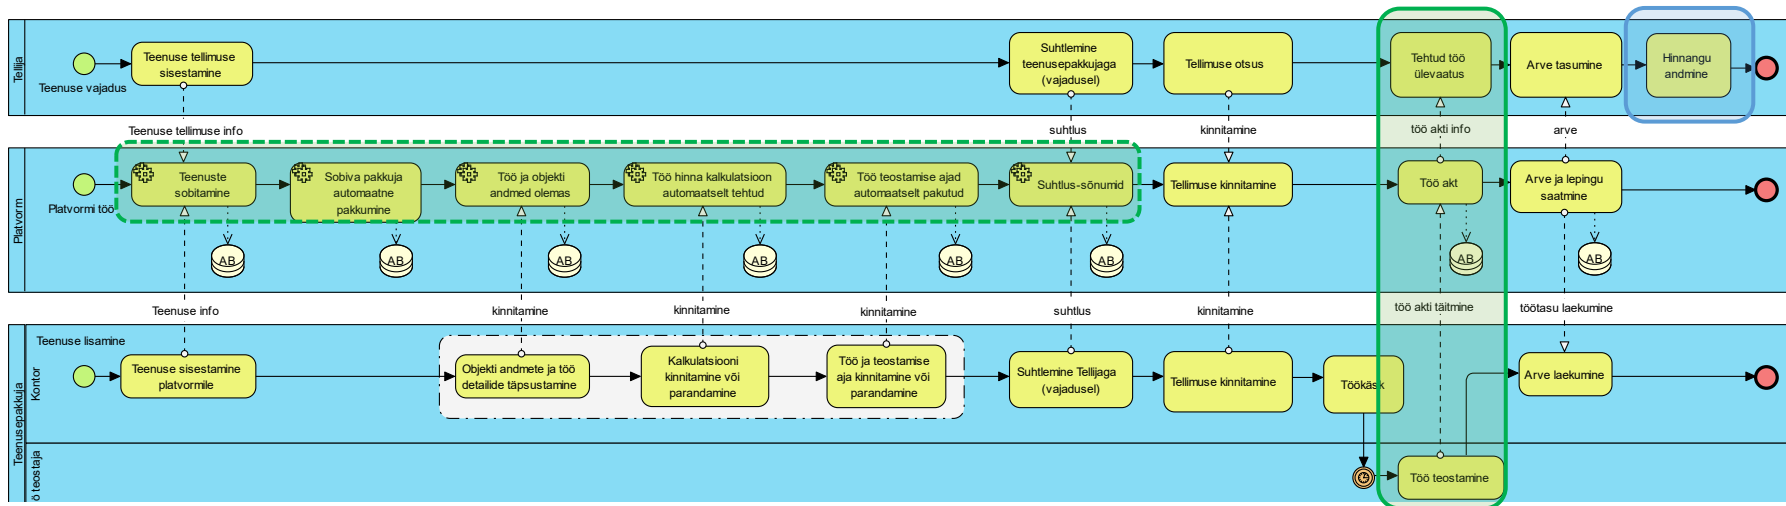 Tellija
Teenuse vajadus
Teenuse tellimuse
sisestamine
Suhtlemine
teenusepakkujaga
(vajadusel)
Tellimuse otsus
Tehtud töö
ülevaatus
Arve tasumine
Hinnangu
andmine
Teenuse tellimuse info
suhtlus
kinnitamine
töö akti info
arve
Platvorm
Platvormi töö
Teenuste
sobitamine
Sobiva pakkuja
automaatne
pakkumine
Töö ja objekti
andmed olemas
Töö hinna kalkulatsioon
automaatselt tehtud
Töö teostamise ajad
automaatselt pakutud
Suhtlus-sõnumid
Tellimuse kinnitamine
Töö akt
Arve ja lepingu
saatmine
AB
AB
AB
AB
AB
AB
AB
AB
Teenuse info
kinnitamine
kinnitamine
kinnitamine
suhtlus
kinnitamine
töö akti täitmine
töötasu laekumine
Teenusepakkuja
Kontor
Teenuse lisamine
Teenuse sisestamine
platvormile
Objekti andmete ja töö
detailide täpsustamine
Kalkulatsiooni
kinnitamine või
parandamine
Töö ja teostamise
aja kinnitamine või
parandamine
Suhtlemine Tellijaga
(vajadusel)
Tellimuse kinnitamine
Töökäsk
Arve laekumine
ö teostaja
Töö teostamine